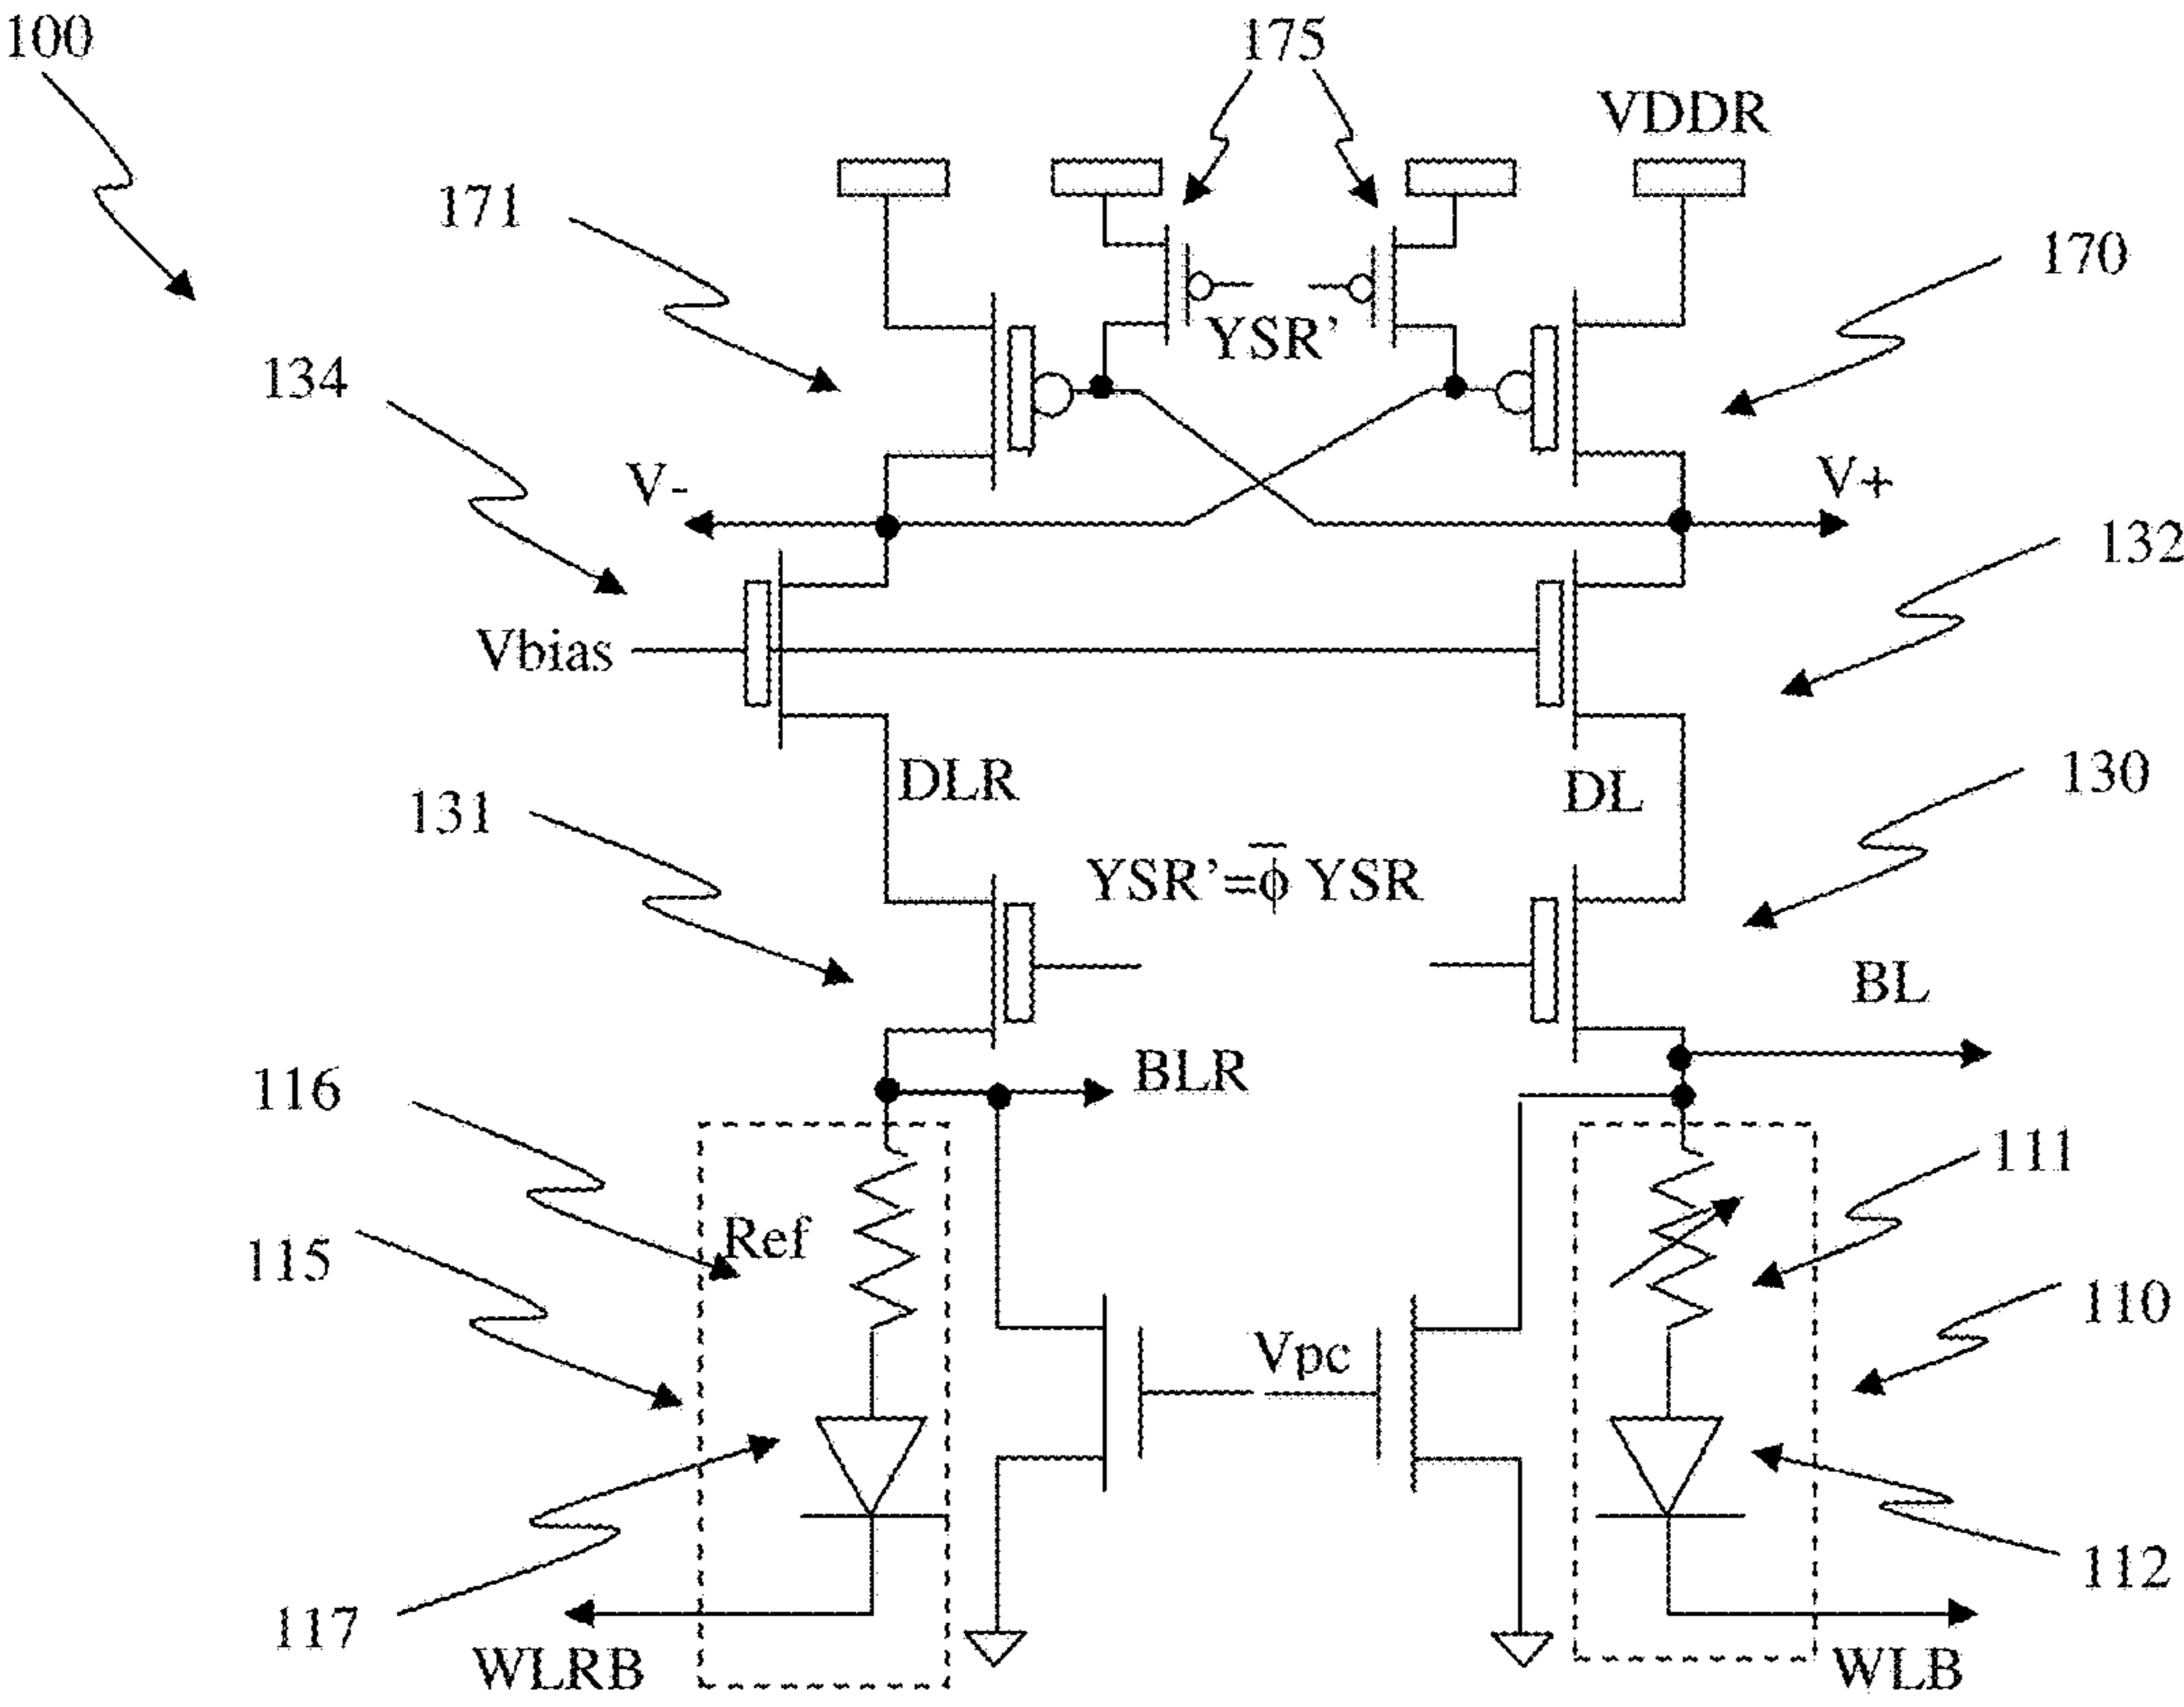 100
175
VDDR
171
170
134
YSR’
V-
V+
132
Vbias
DLR
DL
130
131
YSR’=φ̅ YSR
BL
BLR
116
111
Ref
115
110
Vpc
117
112
WLRB
WLB